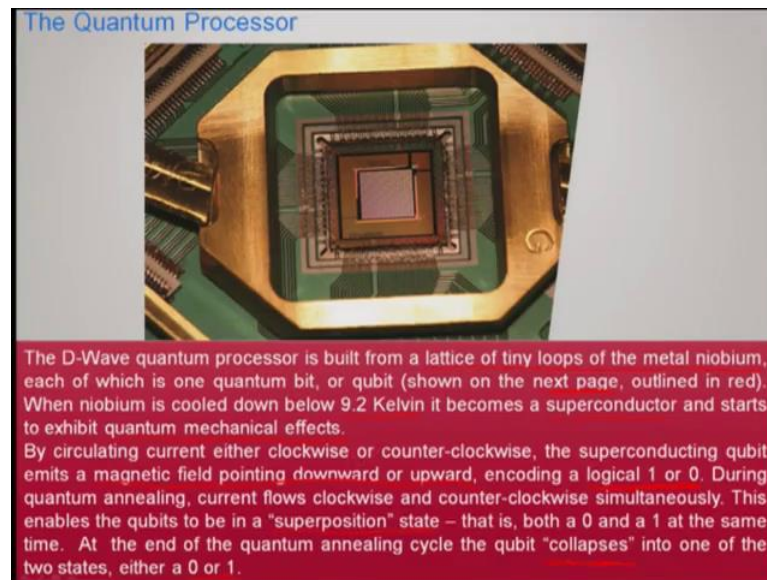 The Quantum Processor
The D-Wave quantum processor is built from a lattice of tiny loops of the metal niobium,
each of which is one quantum bit, or qubit (shown on the next page, outlined in red).
When niobium is cooled down below 9.2 Kelvin it becomes a superconductor and starts
to exhibit quantum mechanical effects.
By circulating current either clockwise or counter-clockwise, the superconducting qubit
emits a magnetic field pointing downward or upward, encoding a logical 1 or 0. During
quantum annealing, current flows clockwise and counter-clockwise simultaneously. This
enables the qubits to be in a “superposition” state – that is, both a 0 and a 1 at the same
time. At the end of the quantum annealing cycle the qubit “collapses” into one of the
two states, either a 0 or 1.